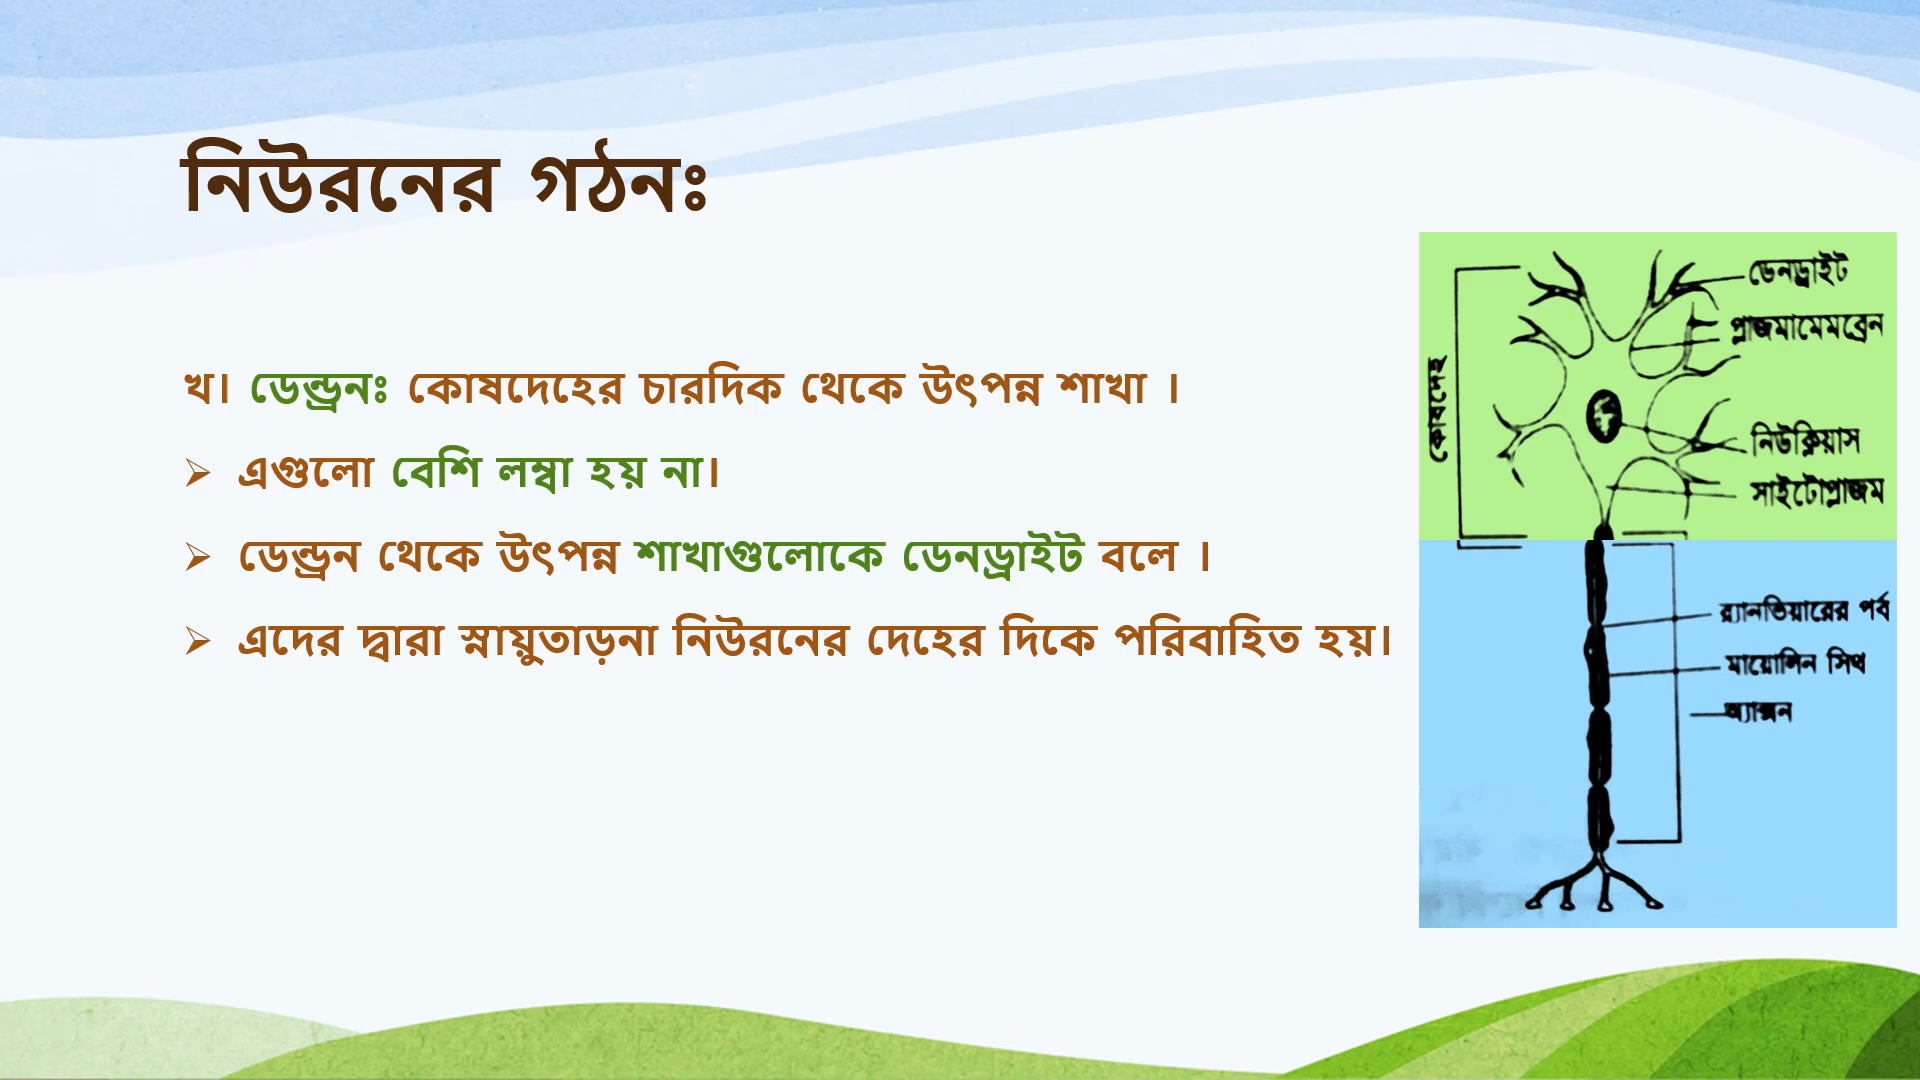 নিউরনের গঠনঃ
খ। ডেন্ড্রনঃ কোষদেহের চারদিক থেকে উৎপন্ন শাখা ।
এগুলো বেশি লম্বা হয় না।
ডেন্ড্রন থেকে উৎপন্ন শাখাগুলোকে ডেনড্রাইট বলে ।
এদের দ্বারা স্নায়ুতাড়না নিউরনের দেহের দিকে পরিবাহিত হয়।
ডেনড্রাইট
প্লাজমামেমব্রেন
কোষদেহ
নিউক্লিয়াস
সাইটোপ্লাজম
র‍্যানভিয়ারের পর্ব
মায়োলিন সিথ
অ্যাক্সন